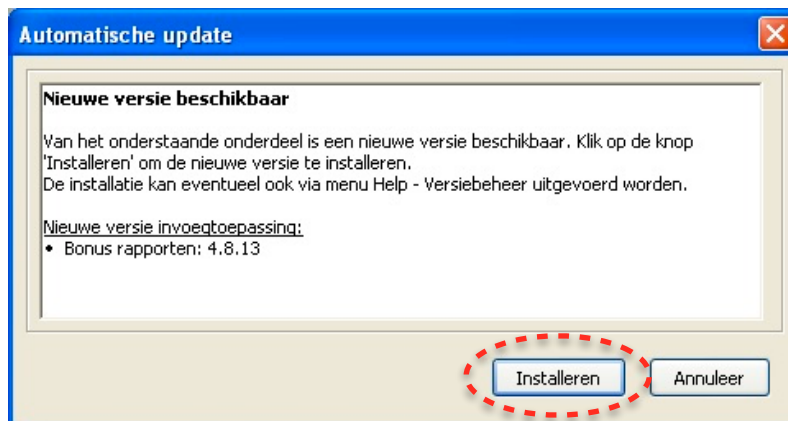 Automatische update
Nieuwe versie beschikbaar
Van het onderstaande onderdeel is een nieuwe versie beschikbaar. Klik op de knop
'Installeren' om de nieuwe versie te installeren.
De installatie kan eventueel ook via menu Help - Versiebeheer uitgevoerd worden.
Nieuwe versie invoegtoepassing:
• Bonus rapporten: 4.8.13
Installeren Annuleer